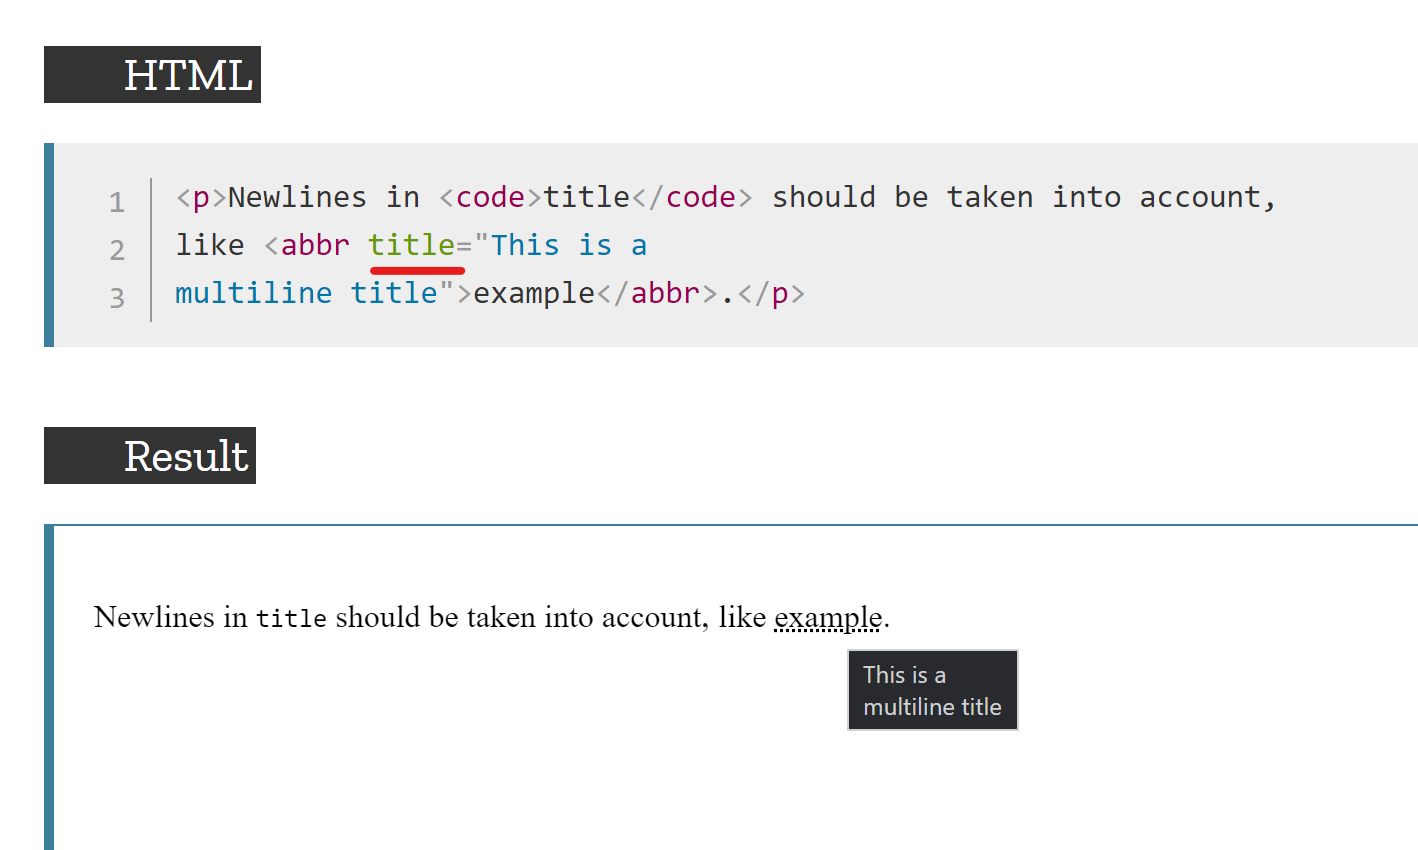 HTML
1 <p>Newlines in <code>title</code> should be taken into account,
2 like <abbr title="This is a
3 multiline title">example</abbr>.</p>
Result
Newlines in title should be taken into account, like example.
This is a
multiline title